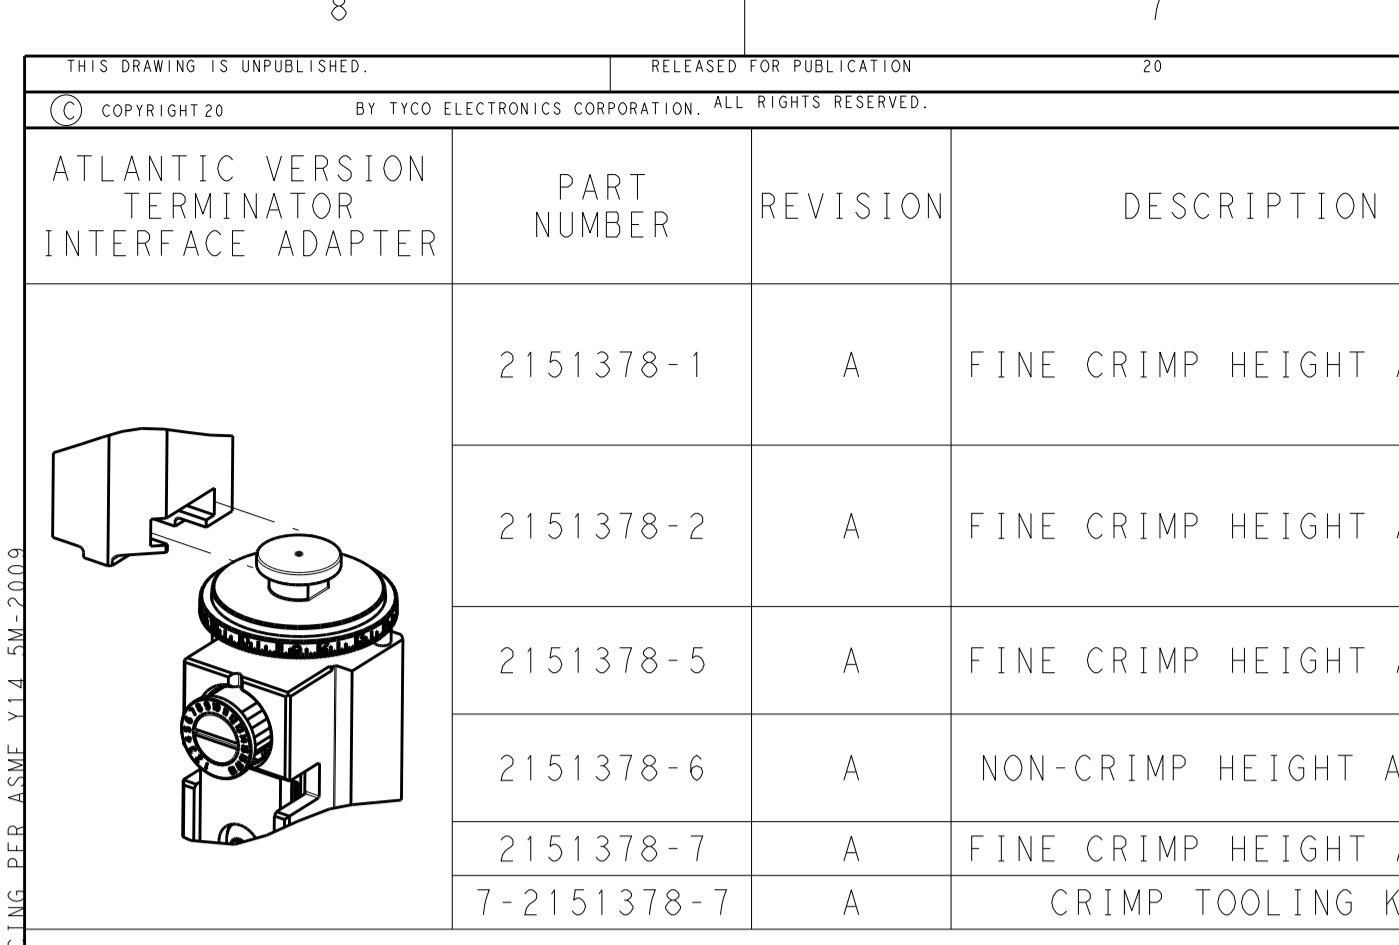 8 7
THIS DRAWING IS UNPUBLISHED. RELEASED FOR PUBLICATION 20
© COPYRIGHT 20 BY TYCO ELECTRONICS CORPORATION. ALL RIGHTS RESERVED.
ATLANTIC VERSION
TERMINATOR
INTERFACE ADAPTER
PART
NUMBER
REVISION
DESCRIPTION
2151378-1 A FINE CRIMP HEIGHT
2151378-2 A FINE CRIMP HEIGHT
2151378-5 A FINE CRIMP HEIGHT
2151378-6 A NON-CRIMP HEIGHT A
2151378-7 A FINE CRIMP HEIGHT
7-2151378-7 A CRIMP TOOLING K
PER ASME Y14.5M-2009